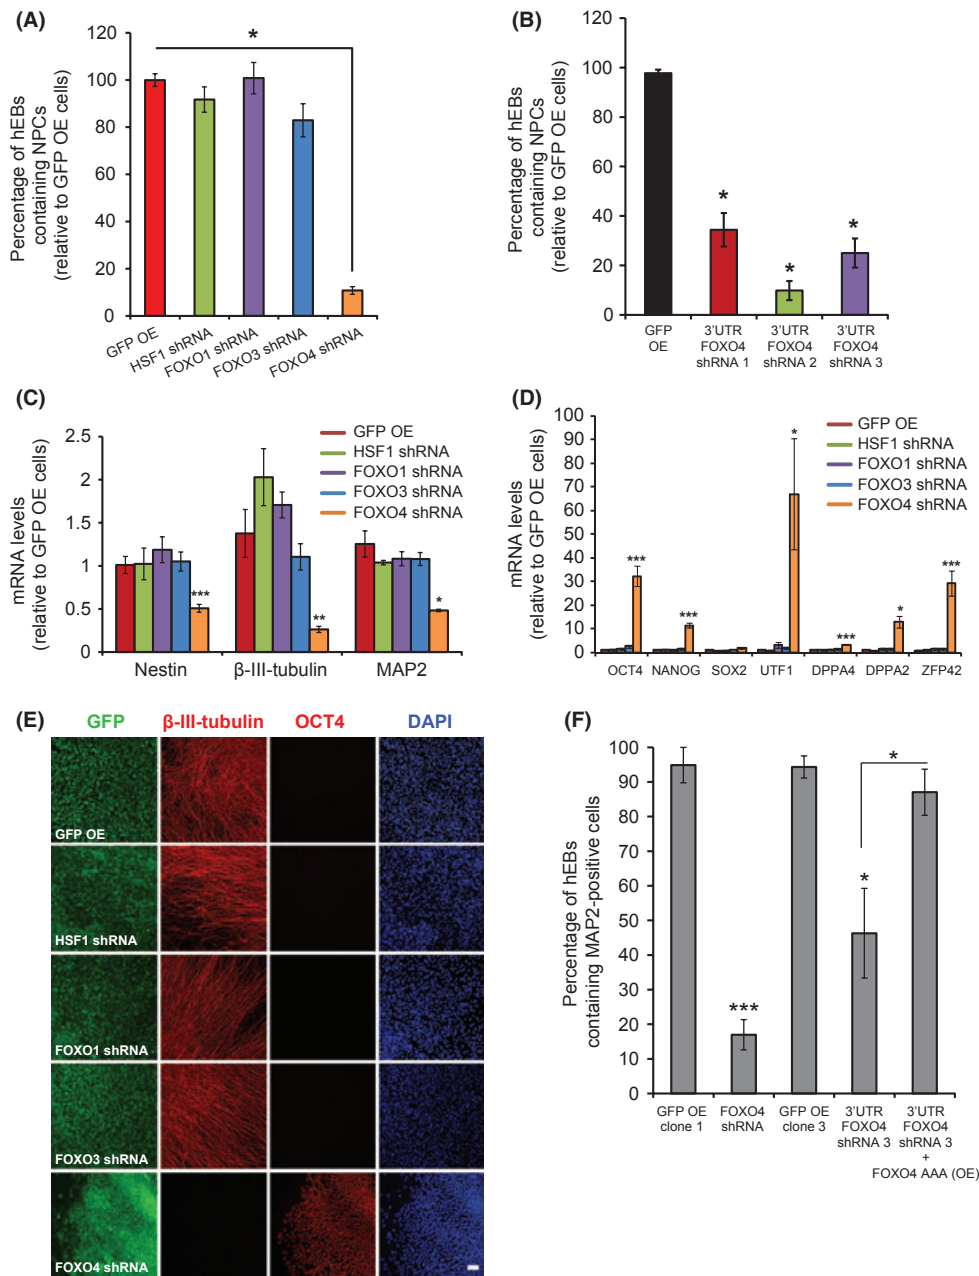 (A)
Percentage of hEBs
containing NPCs
(relative to GFP OE cells)
120
100
80
60
40
20
0
*
GFP OE
HSF1 shRNA
FOXO1 shRNA
FOXO3 shRNA
FOXO4 shRNA
(B)
Percentage of hEBs
containing NPCs
(relative to GFP OE cells)
120
100
80
60
40
20
0
*
*
*
GFP
OE
3'UTR
FOXO4
shRNA 1
3'UTR
FOXO4
shRNA 2
3'UTR
FOXO4
shRNA 3
(C)
mRNA levels
(relative to GFP OE cells)
2.5
2
1.5
1
0.5
0
GFP OE
HSF1 shRNA
FOXO1 shRNA
FOXO3 shRNA
FOXO4 shRNA
***
**
*
Nestin
β-III-tubulin
MAP2
(D)
mRNA levels
(relative to GFP OE cells)
100
90
80
70
60
50
40
30
20
10
0
GFP OE
HSF1 shRNA
FOXO1 shRNA
FOXO3 shRNA
FOXO4 shRNA
***
***
*
***
*
***
OCT4
NANOG
SOX2
UTF1
DPPA4
DPPA2
ZFP42
(E)
GFP
β-III-tubulin
OCT4
DAPI
GFP OE
HSF1 shRNA
FOXO1 shRNA
FOXO3 shRNA
FOXO4 shRNA
(F)
Percentage of hEBs
containing MAP2-positive cells
100
90
80
70
60
50
40
30
20
10
0
***
*
*
GFP OE
clone 1
FOXO4
shRNA
GFP OE
clone 3
3'UTR
FOXO4
shRNA 3
3'UTR
FOXO4
shRNA 3
+
FOXO4 AAA (OE)